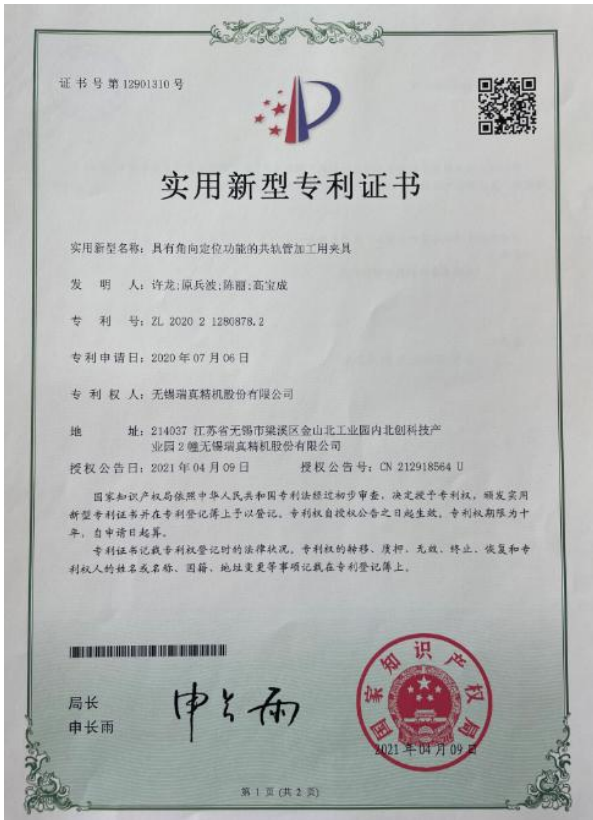 证书号第12901310号
实用新型专利证书
实用新型名称：具有角向定位功能的共轨管加工用夹具
发明人：许龙;原兵波;陈丽;高宝成
专利号：ZL 2020 2 1280878.2
专利申请日：2020年07月06日
专利权人：无锡瑞真精机股份有限公司
地址：214037 江苏省无锡市梁溪区金山北工业园内北创科技产
业园2幢无锡瑞真精机股份有限公司
授权公告日：2021年04月09日 授权公告号：CN 212918564 U
国家知识产权局依照中华人民共和国专利法经过初步审查，决定授予专利权，颁发实用
新型专利证书并在专利登记簿上予以登记。专利权自授权公告之日起生效。专利权期限为十
年，自申请日起算。
专利证书记载专利权登记时的法律状况。专利权的转移、质押、无效、终止、恢复和专
利权人的姓名或名称、国籍、地址变更等事项记载在专利登记簿上。
局长
申长雨
申长雨
国家知识产权局
2021年04月09日
第 1 页 (共 2 页)